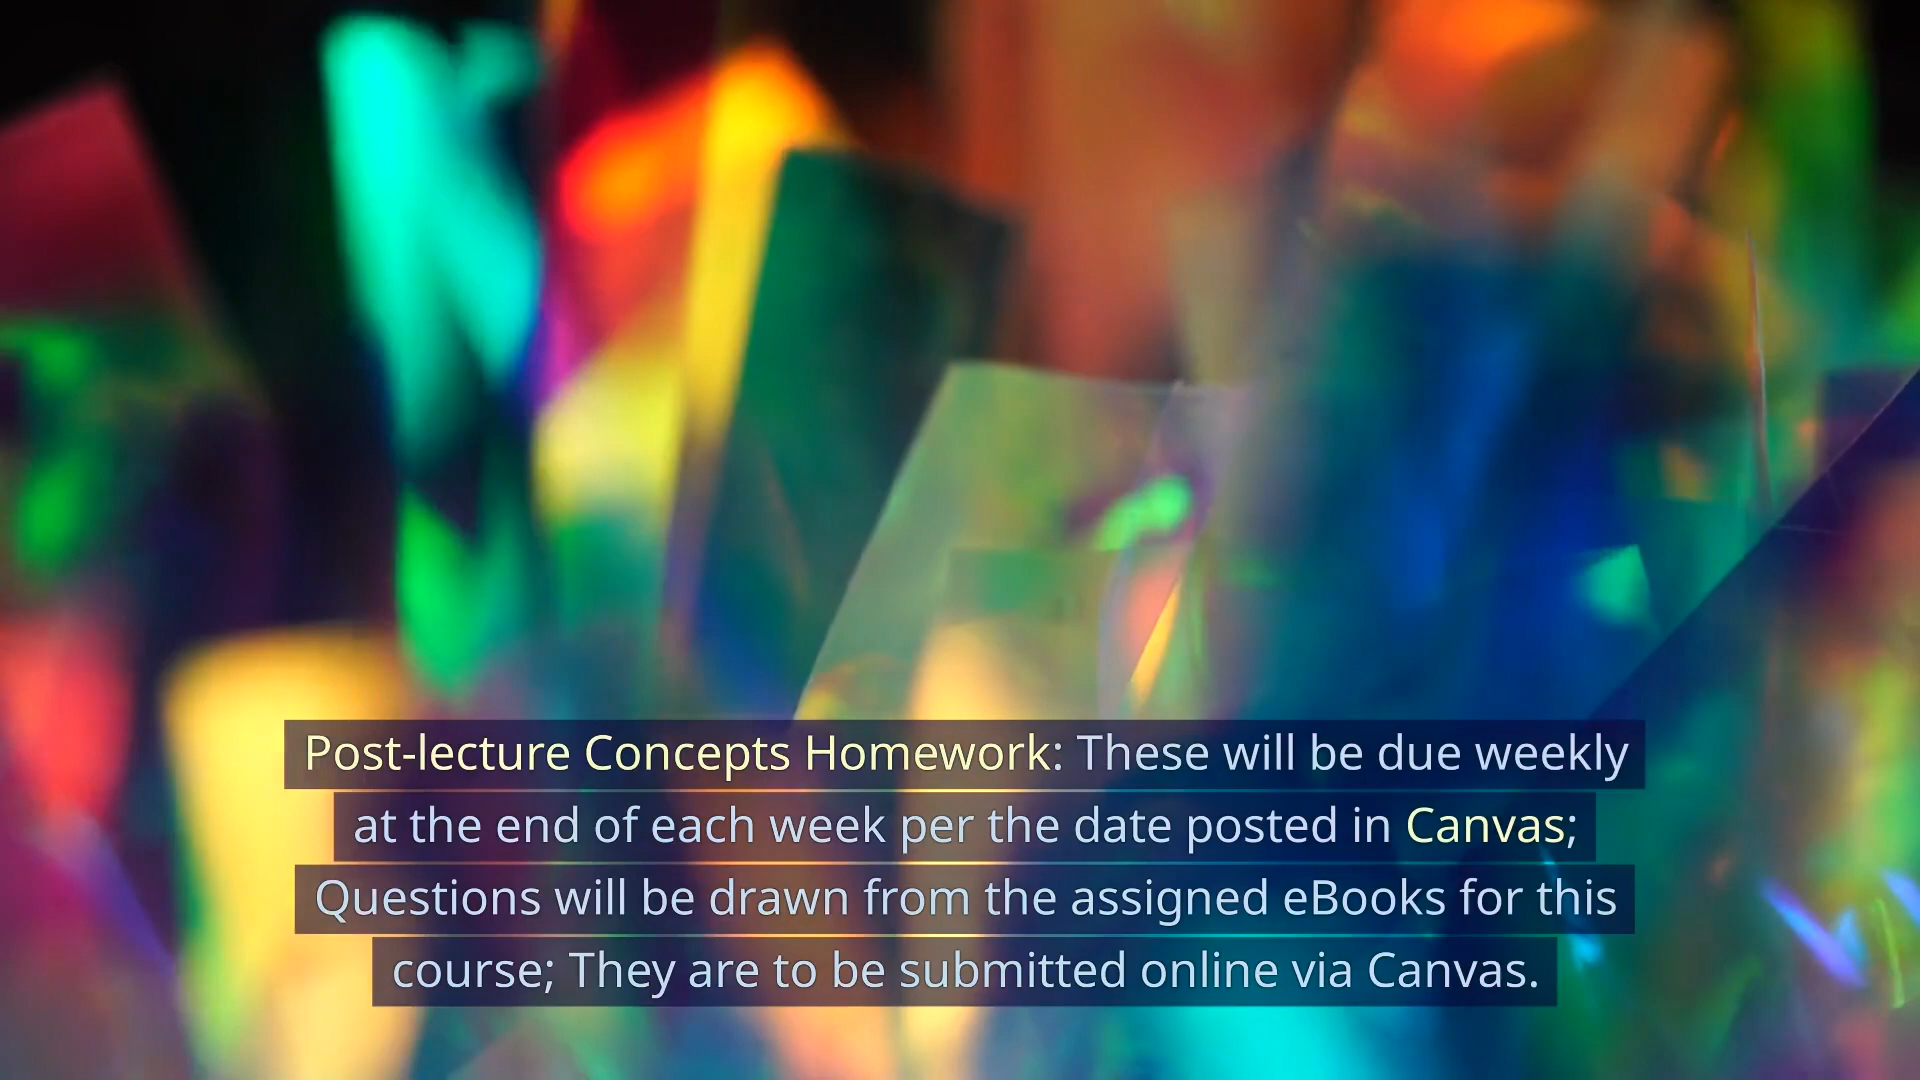 Post-lecture Concepts Homework: These will be due weekly
at the end of each week per the date posted in Canvas;
Questions will be drawn from the assigned eBooks for this
course; They are to be submitted online via Canvas.